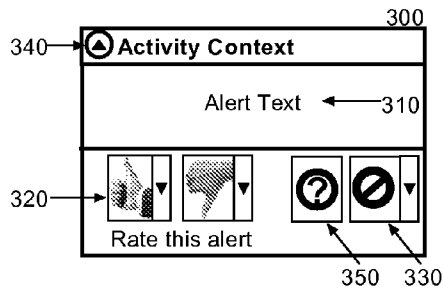 300
340 Activity Context
Alert Text 310
320 ?
Rate this alert
350 330